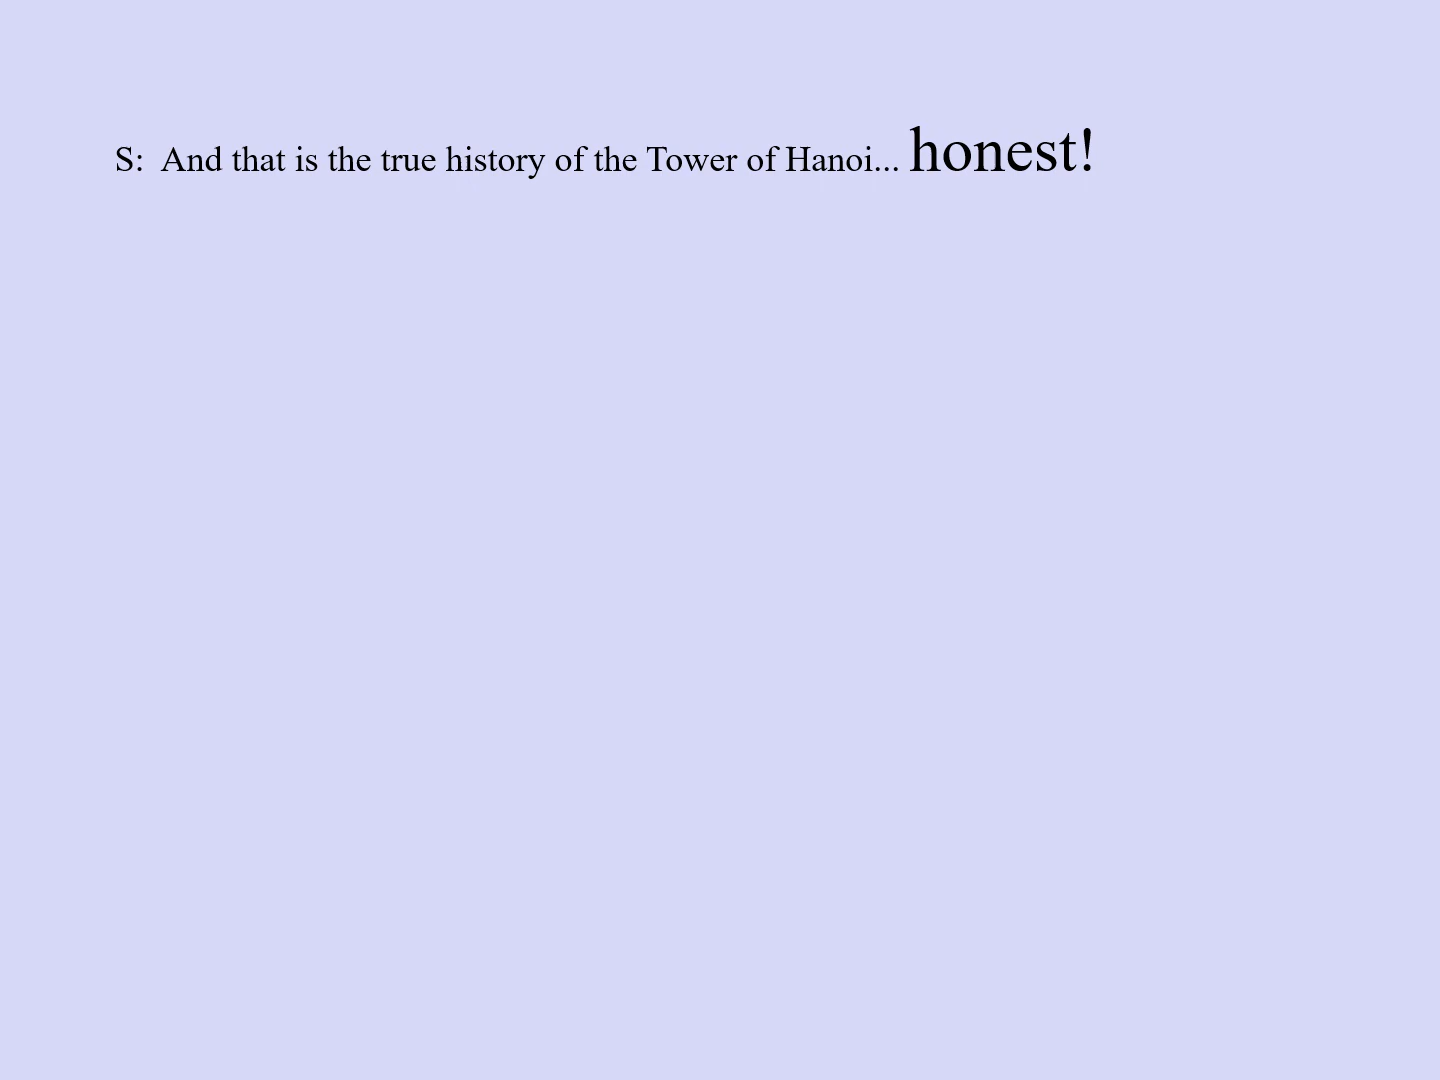 S:  And that is the true history of the Tower of Hanoi... honest!